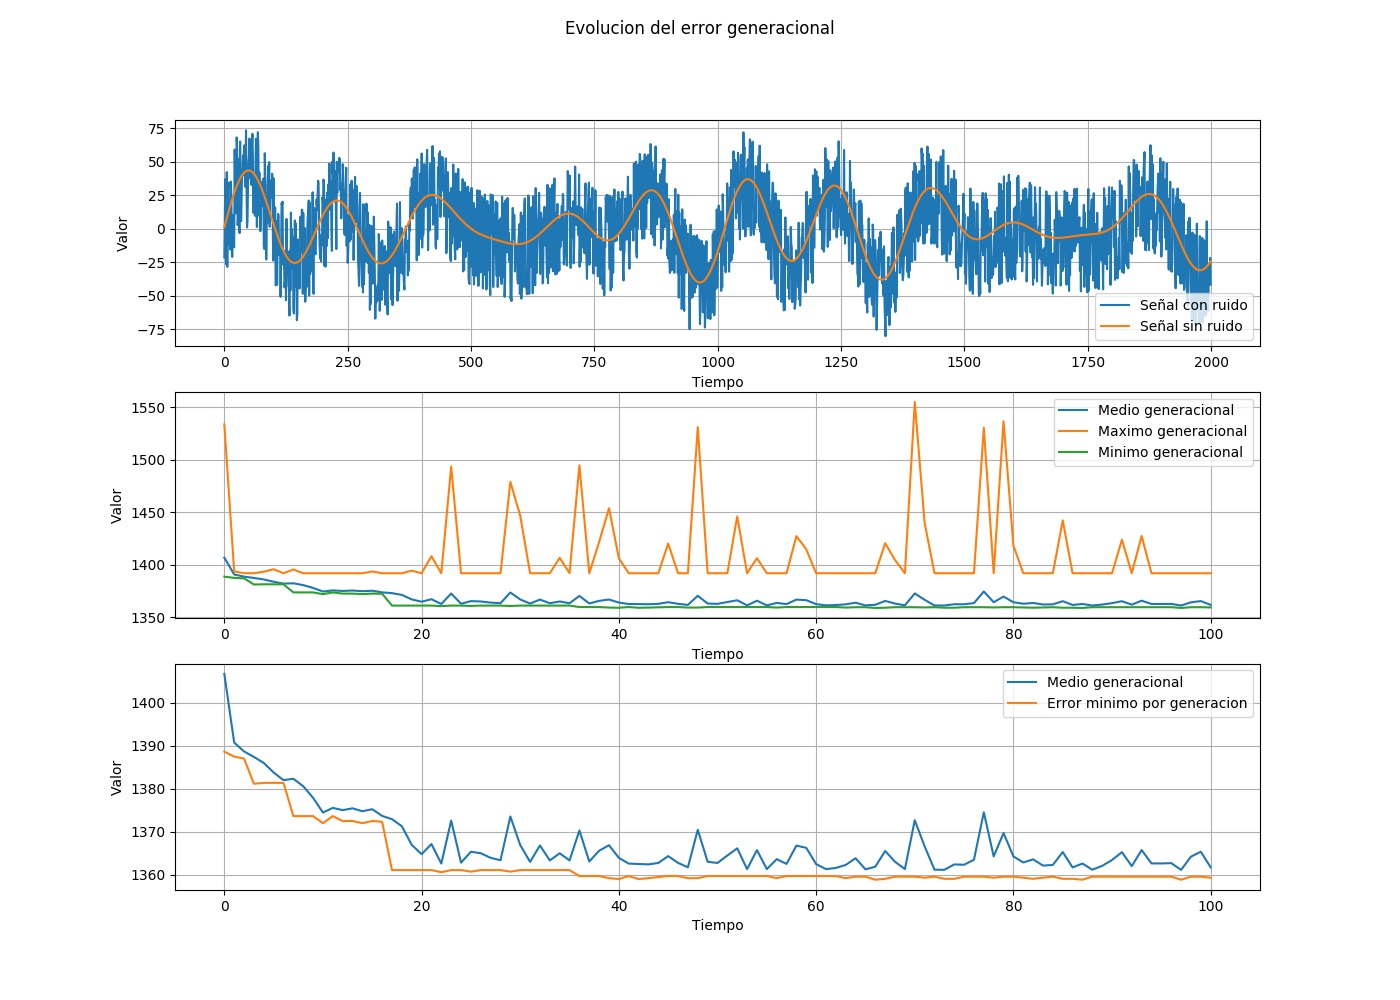 Evolucion del error generacional
75
50
25
0
−25
−50
−75
Valor
Señal con ruido
Señal sin ruido
0 250 500 750 1000 1250 1500 1750 2000
Tiempo
1550
1500
1450
1400
1350
Valor
Medio generacional
Maximo generacional
Minimo generacional
0 20 40 60 80 100
Tiempo
1400
1390
1380
1370
1360
Valor
Medio generacional
Error minimo por generacion
0 20 40 60 80 100
Tiempo